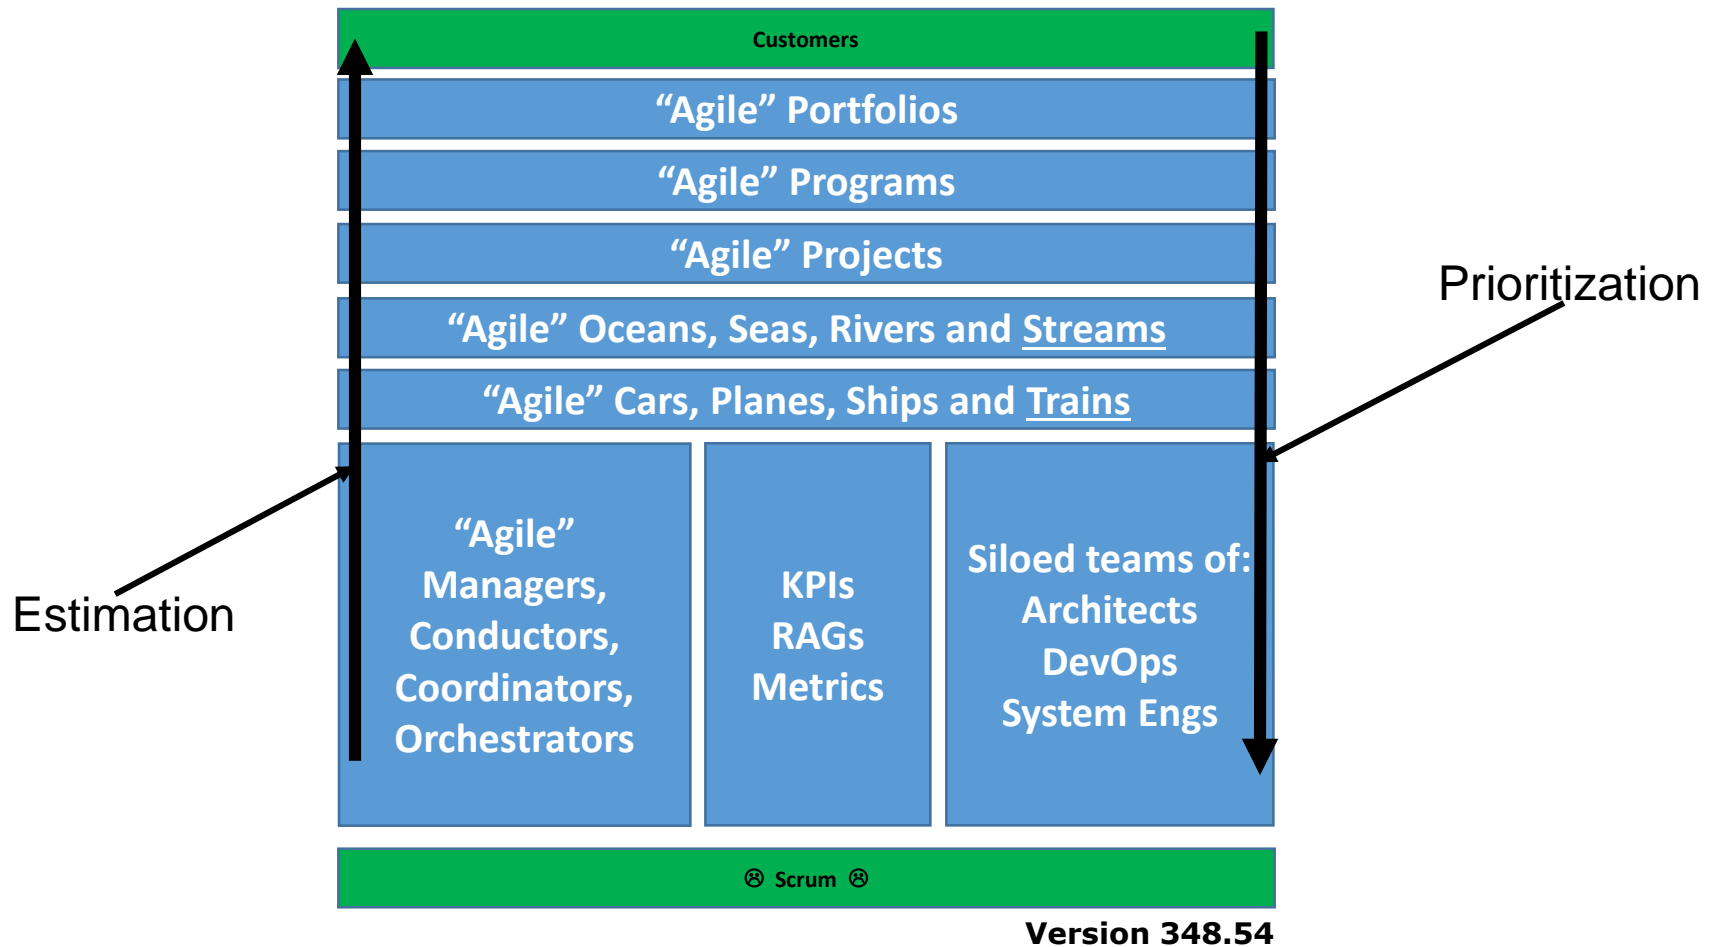 Customers
“Agile” Portfolios
“Agile” Programs
“Agile” Projects
“Agile” Oceans, Seas, Rivers and Streams
“Agile” Cars, Planes, Ships and Trains
Prioritization
Estimation
“Agile”
Managers,
Conductors,
Coordinators,
Orchestrators
KPIs
RAGs
Metrics
Siloed teams of:
Architects
DevOps
System Engs
☹ Scrum ☹
Version 348.54